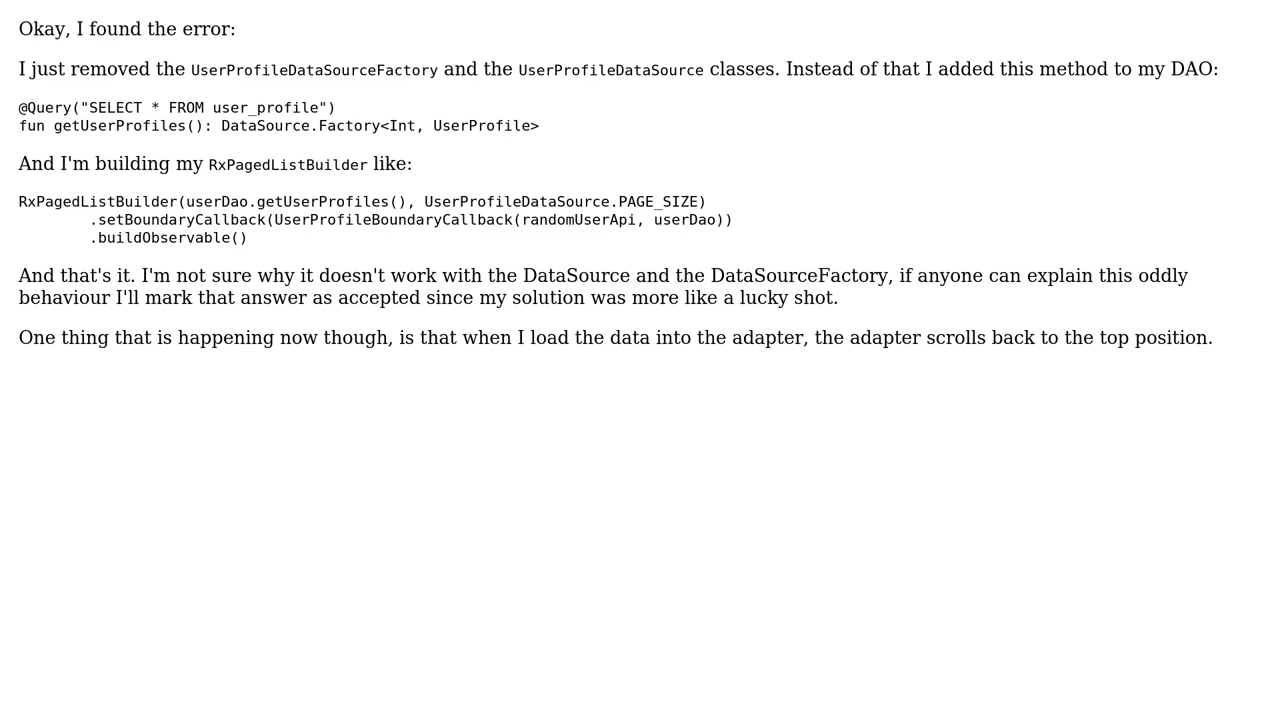 Okay, I found the error:
I just removed the UserProfileDataSourceFactory and the UserProfileDataSource classes. Instead of that I added this method to my DAO:
@Query("SELECT * FROM user_profile")
fun getUserProfiles(): DataSource.Factory<Int, UserProfile>
And I'm building my RxPagedListBuilder like:
RxPagedListBuilder(userDao.getUserProfiles(), UserProfileDataSource.PAGE_SIZE)
        .setBoundaryCallback(UserProfileBoundaryCallback(randomUserApi, userDao))
        .buildObservable()
And that's it. I'm not sure why it doesn't work with the DataSource and the DataSourceFactory, if anyone can explain this oddly
behaviour I'll mark that answer as accepted since my solution was more like a lucky shot.
One thing that is happening now though, is that when I load the data into the adapter, the adapter scrolls back to the top position.